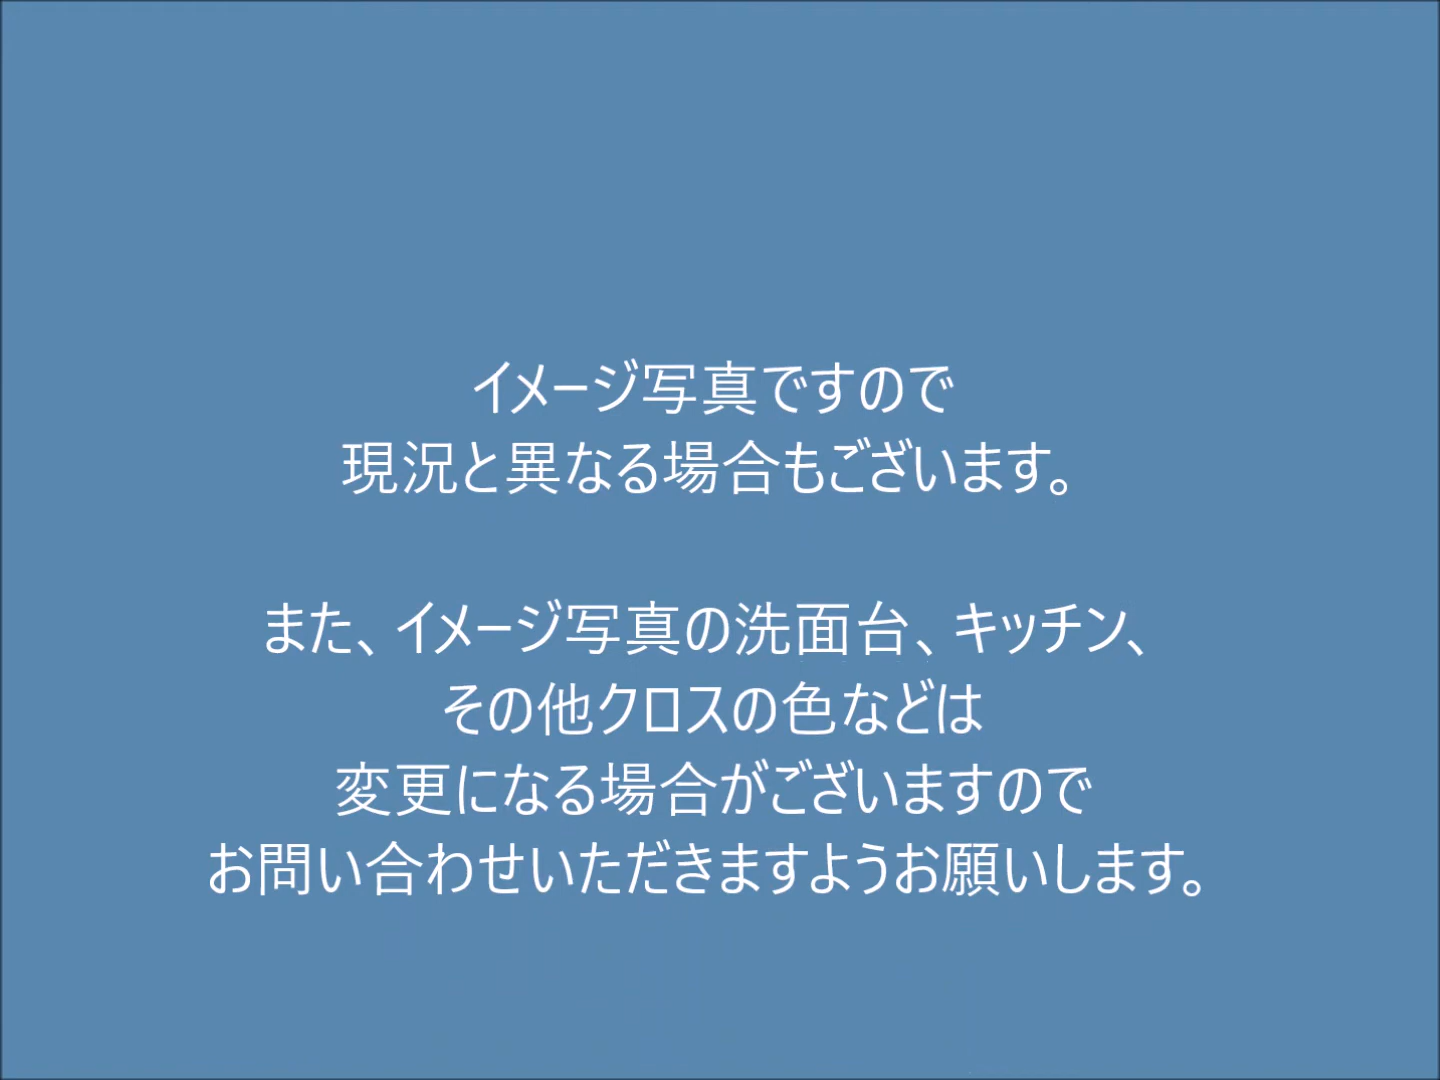 イメージ写真ですので
現況と異なる場合もございます。
また、イメージ写真の洗面台、キッチン、
その他クロスの色などは
変更になる場合がございますので
お問い合わせいただきますようお願いします。